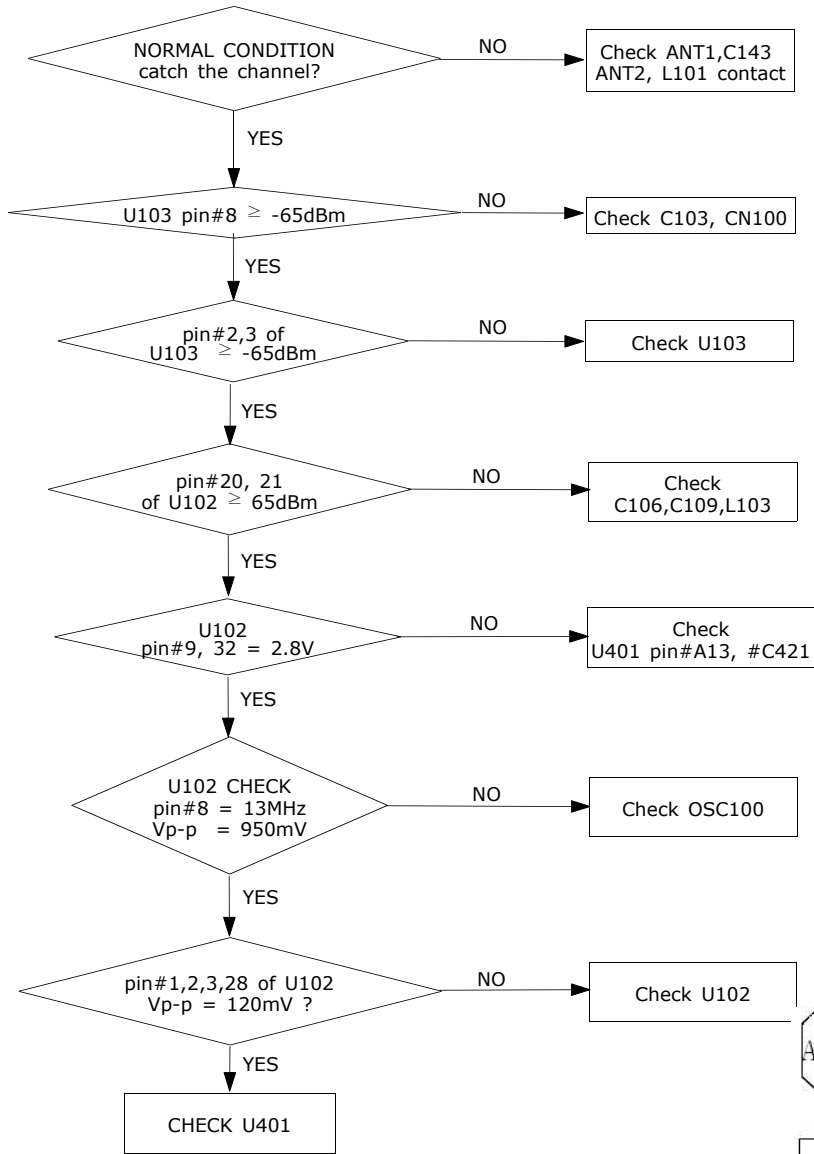 NORMAL CONDITION
catch the channel?
NO
Check ANT1,C143
ANT2, L101 contact
YES
U103 pin#8 ≥ -65dBm
NO
Check C103, CN100
YES
pin#2,3 of
U103 ≥ -65dBm
NO
Check U103
YES
pin#20, 21
of U102 ≥ 65dBm
NO
Check
C106,C109,L103
YES
U102
pin#9, 32 = 2.8V
NO
Check
U401 pin#A13, #C421
YES
U102 CHECK
pin#8 = 13MHz
Vp-p = 950mV
NO
Check OSC100
YES
pin#1,2,3,28 of U102
Vp-p = 120mV ?
NO
Check U102
YES
CHECK U401